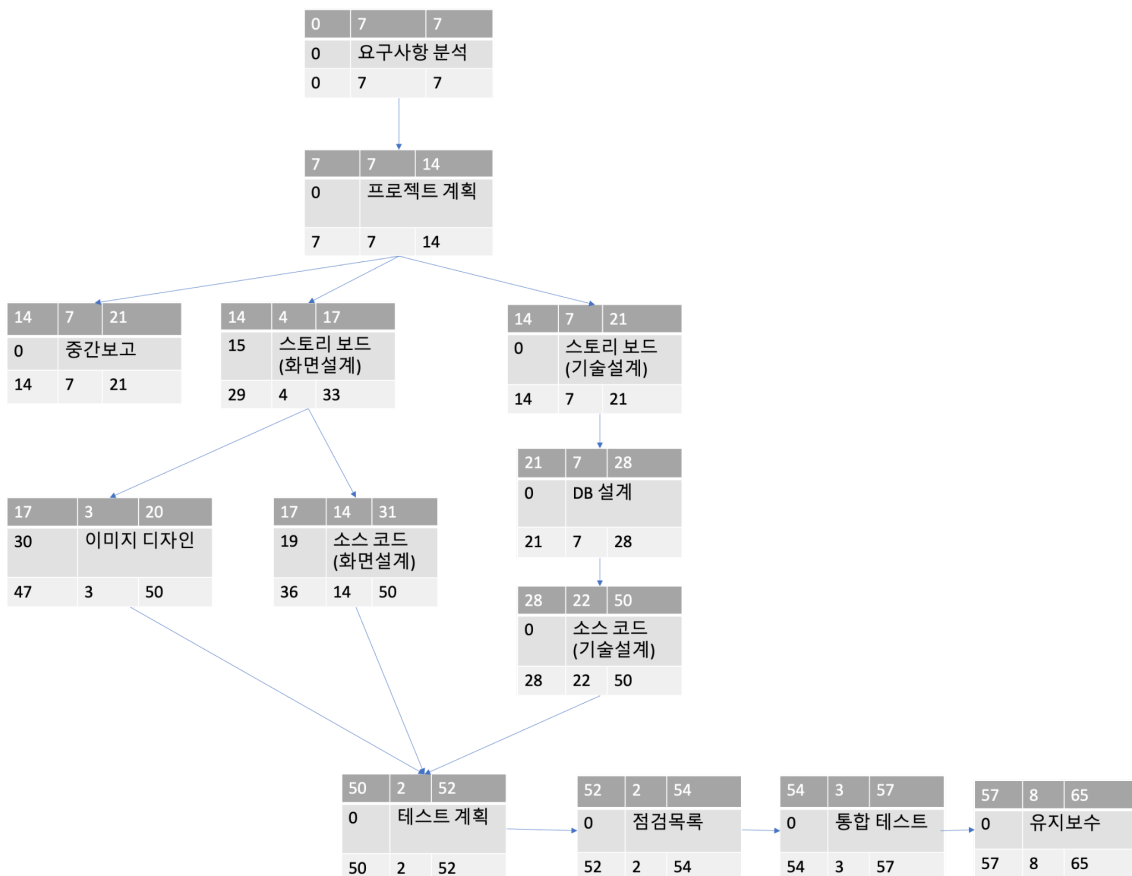 0 7 7
0 요구사항 분석
0 7 7
7 7 14
0 프로젝트 계획
7 7 14
14 7 21
0 중간보고
14 7 21
14 4 17
15 스토리 보드
(화면설계)
29 4 33
14 7 21
0 스토리 보드
(기술설계)
14 7 21
21 7 28
0 DB 설계
21 7 28
17 3 20
30 이미지 디자인
47 3 50
17 14 31
19 소스 코드
(화면설계)
36 14 50
28 22 50
0 소스 코드
(기술설계)
28 22 50
50 2 52
0 테스트 계획
50 2 52
52 2 54
0 점검목록
52 2 54
54 3 57
0 통합 테스트
54 3 57
57 8 65
0 유지보수
57 8 65